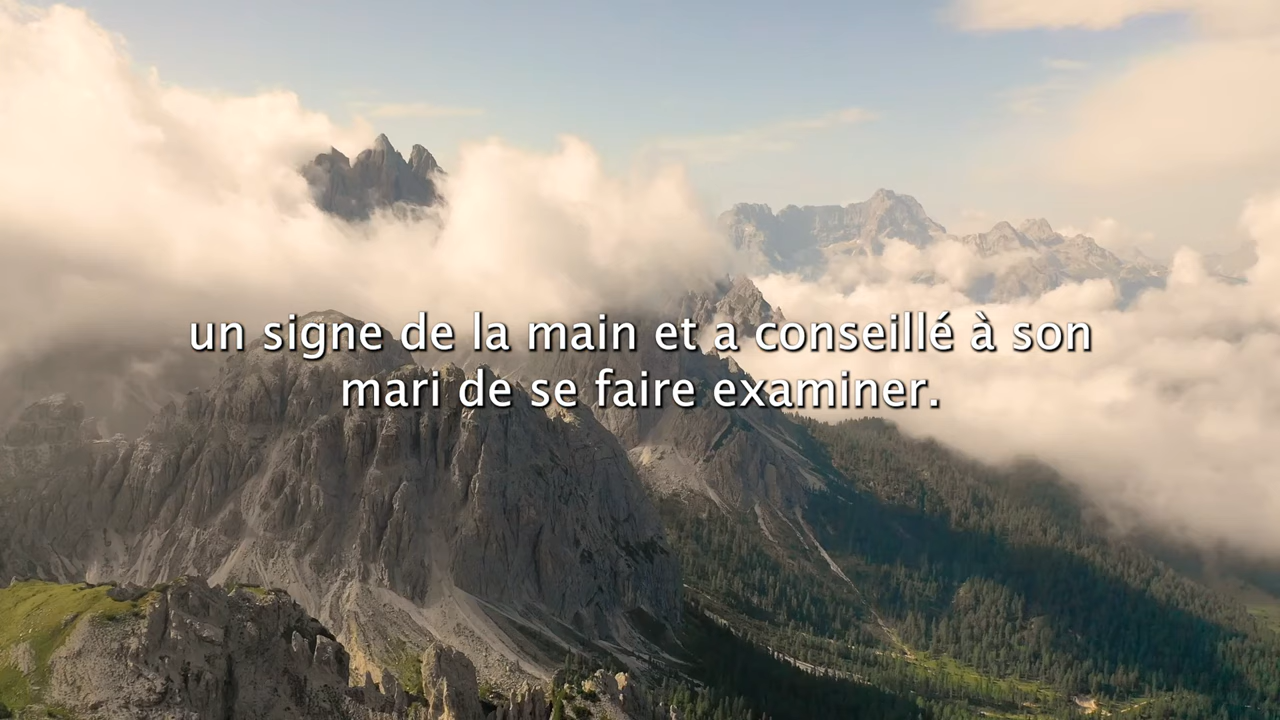 un signe de la main et a conseillé à son
mari de se faire examiner.